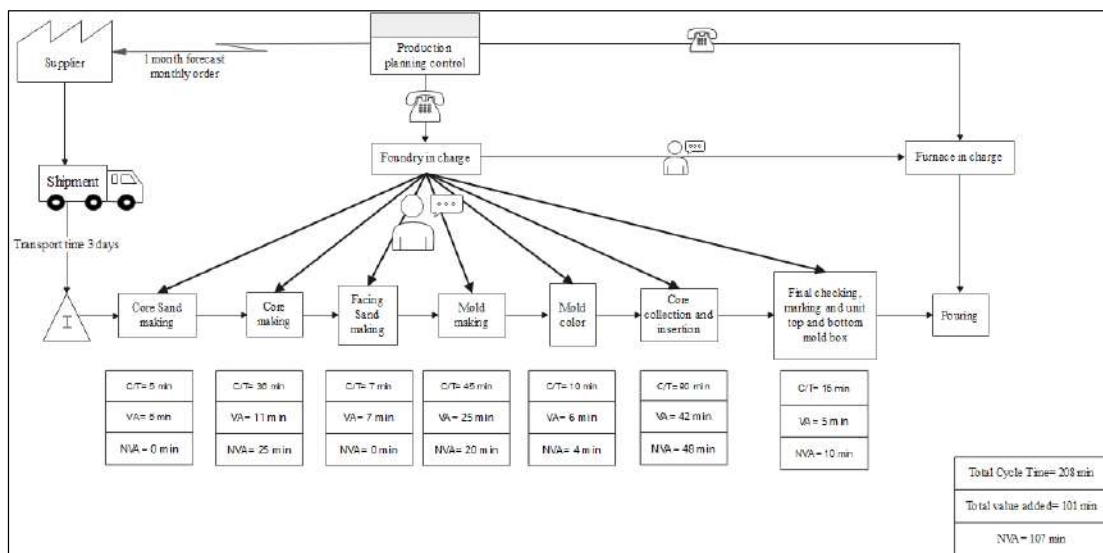 Supplier
1 month forecast
monthly order
Production
planning control
Shipment
Foundry in charge
Furnace in charge
Transport time 3 days
I
Core Sand
making
Core
making
Facing
Sand
making
Mold
making
Mold
color
Core
collection and
insertion
Final checking,
marking and unit
top and bottom
mold box
Pouring
C/T= 5 min
VA= 5 min
NVA= 0 min
C/T= 36 min
VA= 11 min
NVA= 25 min
C/T= 7 min
VA= 7 min
NVA= 0 min
C/T= 45 min
VA= 25 min
NVA= 20 min
C/T= 10 min
VA= 6 min
NVA= 4 min
C/T= 90 min
VA= 42 min
NVA= 48 min
C/T= 15 min
VA= 5 min
NVA= 10 min
Total Cycle Time= 208 min
Total value added= 101 min
NVA = 107 min